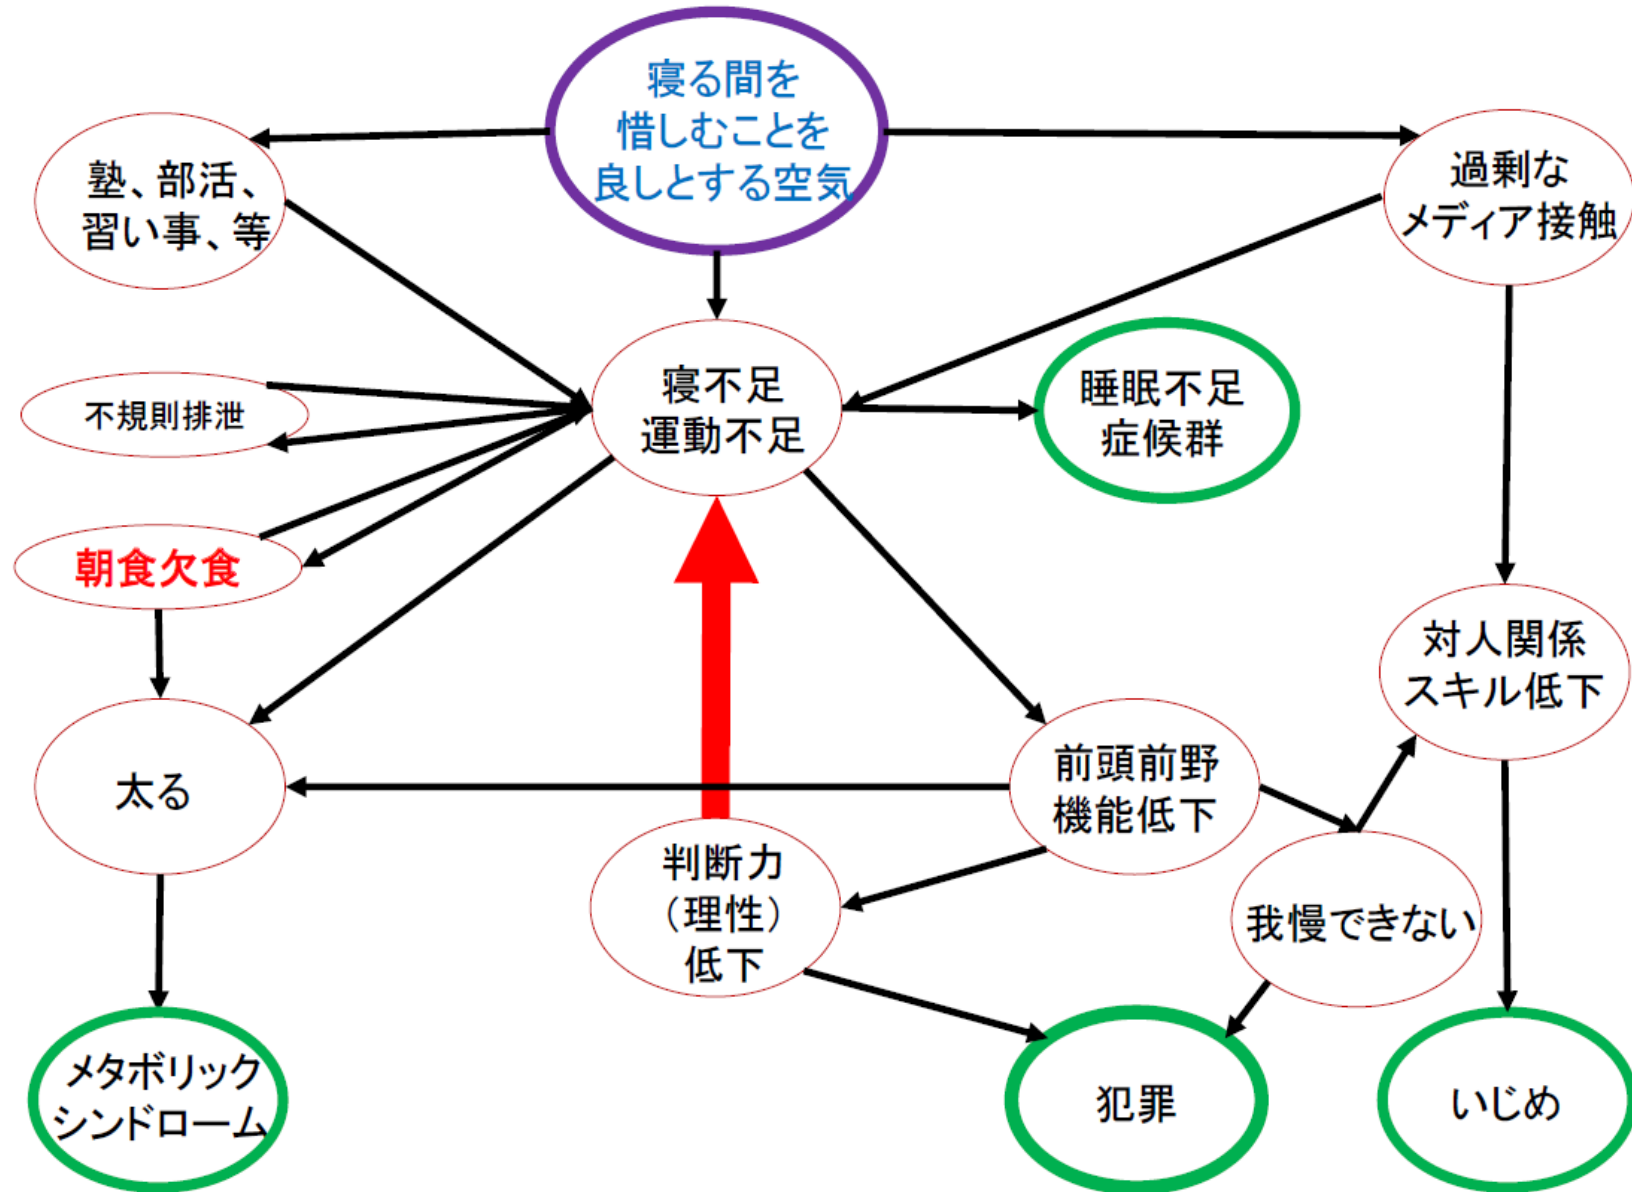 寝る間を
惜しむことを
良しとする空気
塾、部活、
習い事、等
過剰な
メディア接触
寝不足
運動不足
睡眠不足
症候群
不規則排泄
朝食欠食
対人関係
スキル低下
太る
前頭前野
機能低下
判断力
（理性）
低下
我慢できない
メタボリック
シンドローム
犯罪
いじめ